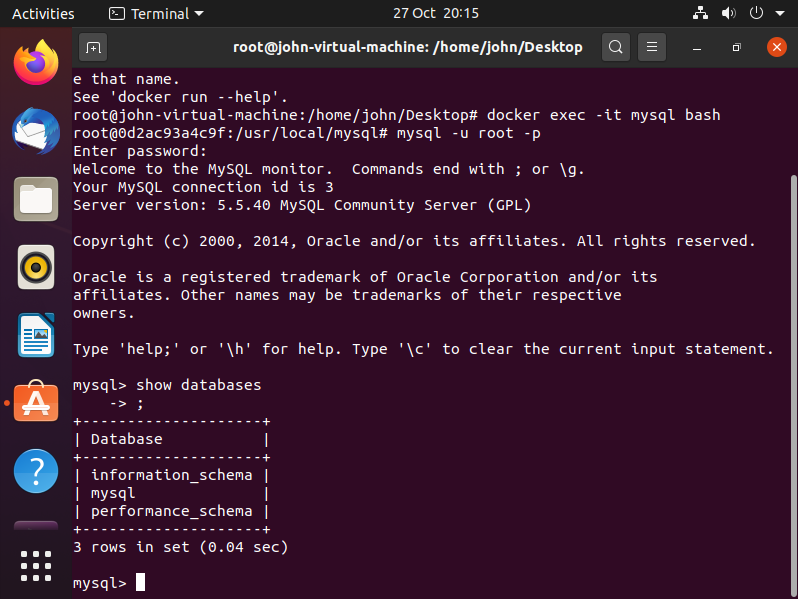 Activities
Terminal
27 Oct 20:15
root@john-virtual-machine: /home/john/Desktop
e that name.
See 'docker run --help'.
root@john-virtual-machine:/home/john/Desktop# docker exec -it mysql bash
root@0d2ac93a4c9f:/usr/local/mysql# mysql -u root -p
Enter password:
Welcome to the MySQL monitor.  Commands end with ; or \g.
Your MySQL connection id is 3
Server version: 5.5.40 MySQL Community Server (GPL)

Copyright (c) 2000, 2014, Oracle and/or its affiliates. All rights reserved.

Oracle is a registered trademark of Oracle Corporation and/or its
affiliates. Other names may be trademarks of their respective
owners.

Type 'help;' or '\h' for help. Type '\c' to clear the current input statement.

mysql> show databases
    -> ;
+--------------------+
| Database           |
+--------------------+
| information_schema |
| mysql              |
| performance_schema |
+--------------------+
3 rows in set (0.04 sec)

mysql>